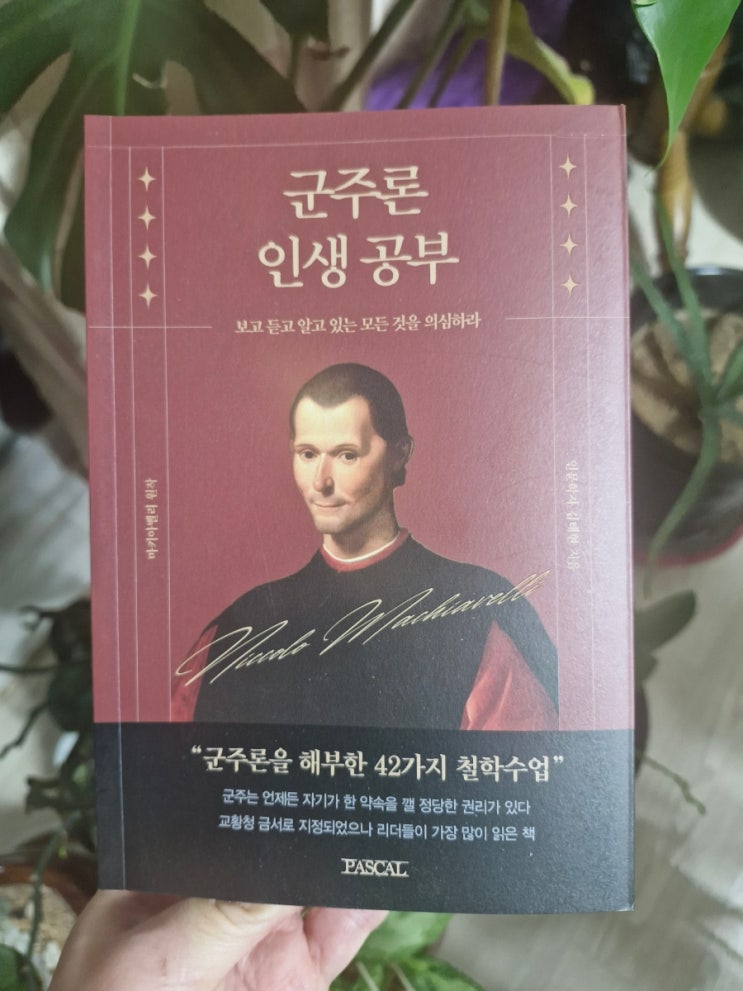 군주론
인생 공부
보고 듣고 알고 있는 모든 것을 의심하라
마키아벨리 원작
인문학자 김태현 지음
Niccolo Machiavelli
“군주론을 해부한 42가지 철학수업”
군주는 언제든 자기가 한 약속을 깰 정당한 권리가 있다
교황청 금서로 지정되었으나 리더들이 가장 많이 읽은 책
PASCAL